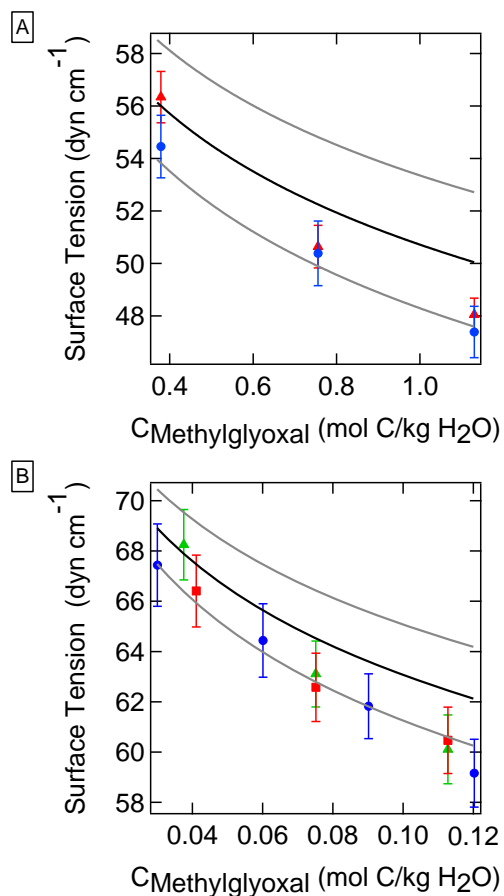 A
58
56
54
52
50
48
Surface Tension (dyn cm⁻¹)
0.4 0.6 0.8 1.0
CMethylglyoxal (mol C/kg H2O)
B
70
68
66
64
62
60
58
Surface Tension (dyn cm⁻¹)
0.04 0.06 0.08 0.10 0.12
CMethylglyoxal (mol C/kg H2O)